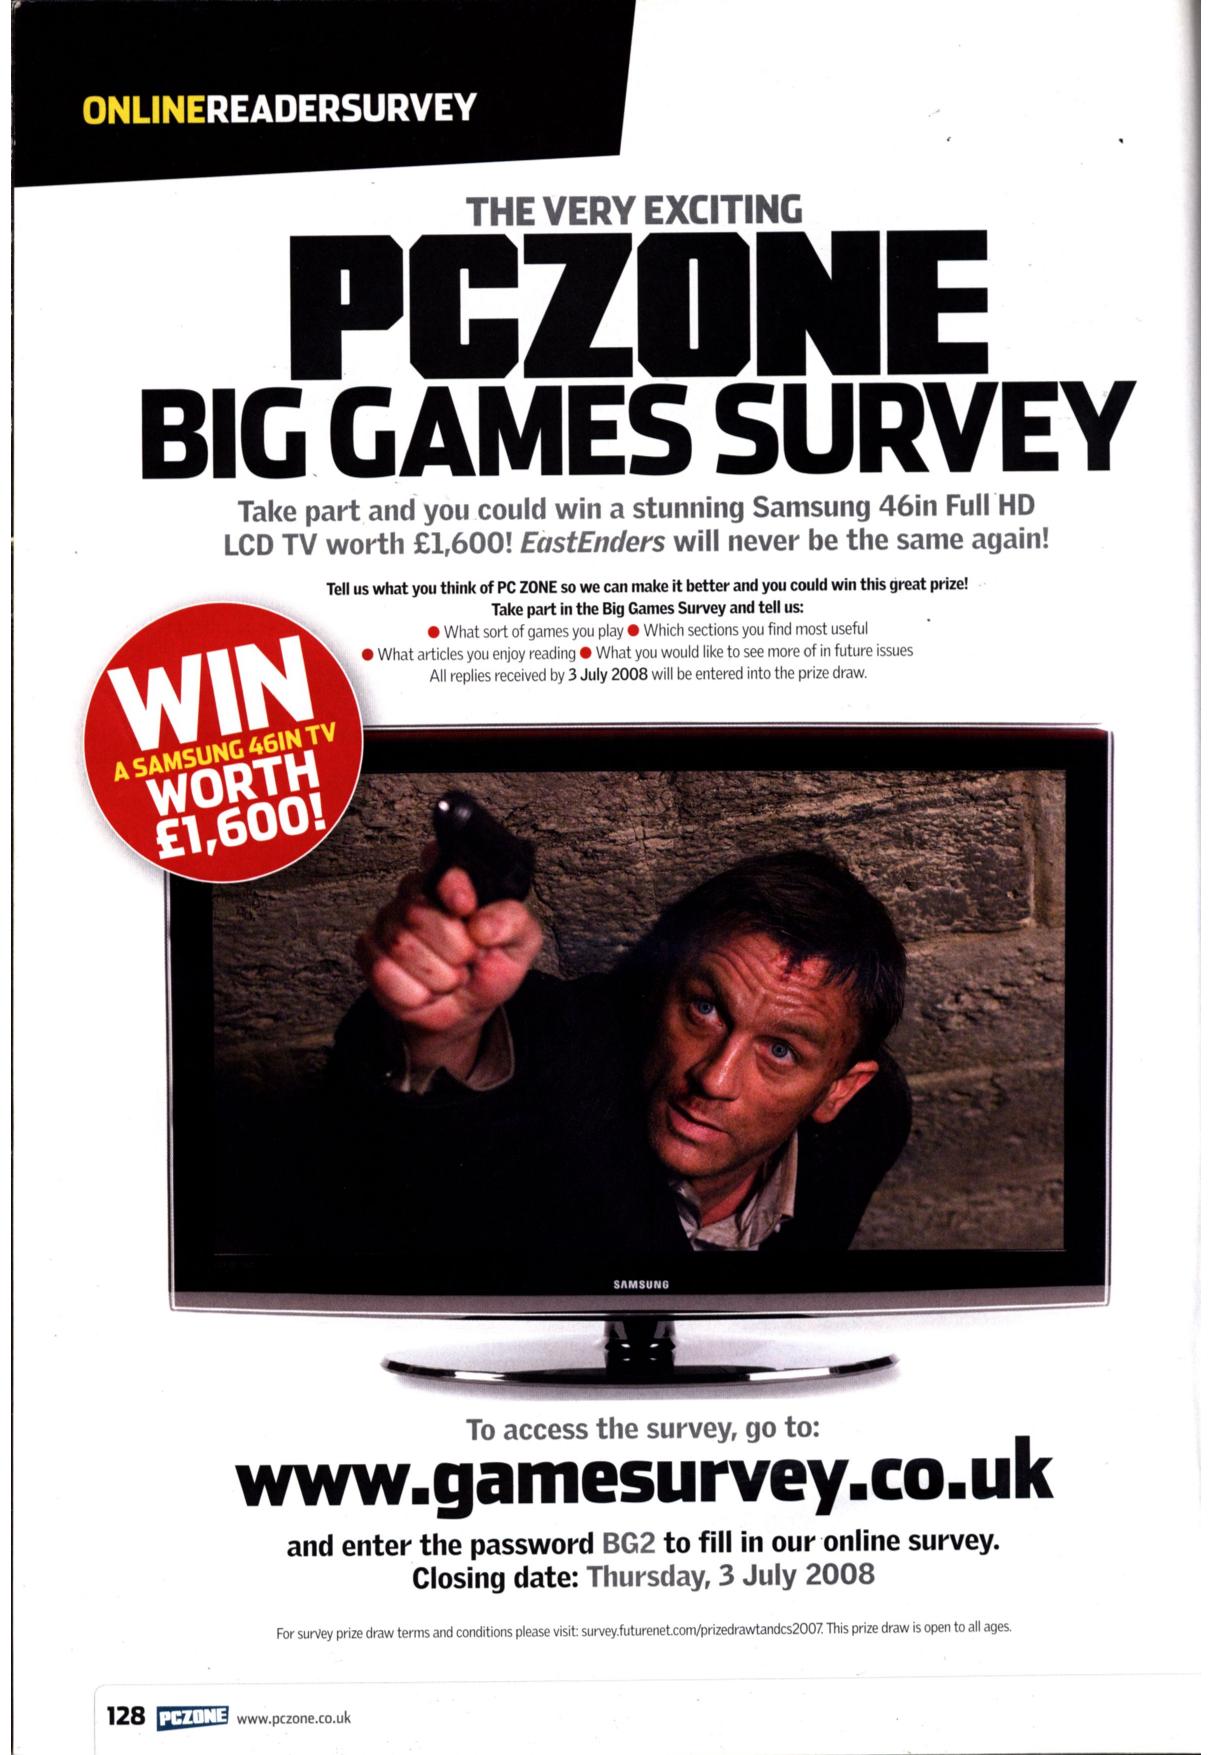 ONLINEREADERSURVEY
THE VERY EXCITING
PCZONE
BIG GAMES SURVEY
Take part and you could win a stunning Samsung 46in Full HD
LCD TV worth £1,600! EastEnders will never be the same again!
Tell us what you think of PC ZONE so we can make it better and you could win this great prize!
Take part in the Big Games Survey and tell us:
● What sort of games you play ● Which sections you find most useful
● What articles you enjoy reading ● What you would like to see more of in future issues
All replies received by 3 July 2008 will be entered into the prize draw.
WIN
A SAMSUNG 46IN TV
WORTH
£1,600!
SAMSUNG
To access the survey, go to:
www.gamesurvey.co.uk
and enter the password BG2 to fill in our online survey.
Closing date: Thursday, 3 July 2008
For survey prize draw terms and conditions please visit: survey.futurenet.com/prizedrawtandcs2007. This prize draw is open to all ages.
128 PCZONE www.pczone.co.uk